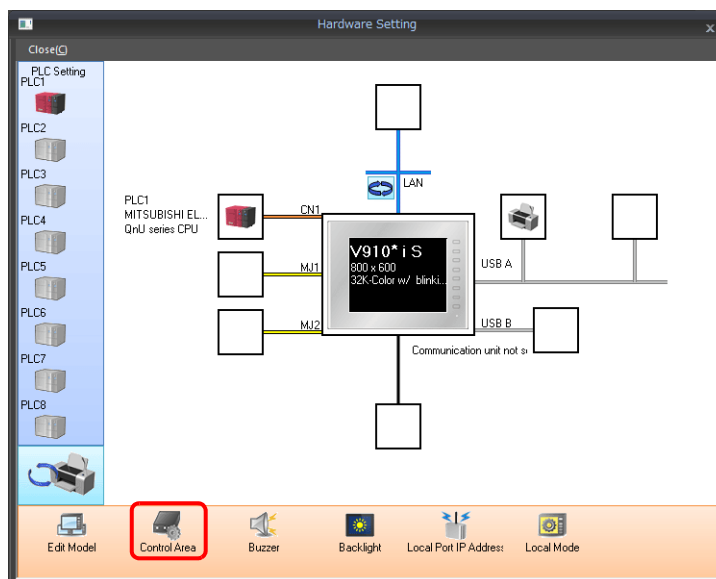 Hardware Setting
x
Close(C)
PLC Setting
PLC1
PLC2
PLC3
PLC4
PLC5
PLC6
PLC7
PLC8
LAN
PLC1
MITSUBISHI EL...
QnU series CPU
CN1
MJ1
MJ2
V910* i S
800 x 600
32K-Color w/ blinki...
USB A
USB B
Communication unit not s
Edit Model
Control Area
Buzzer
Backlight
Local Port IP Address
Local Mode